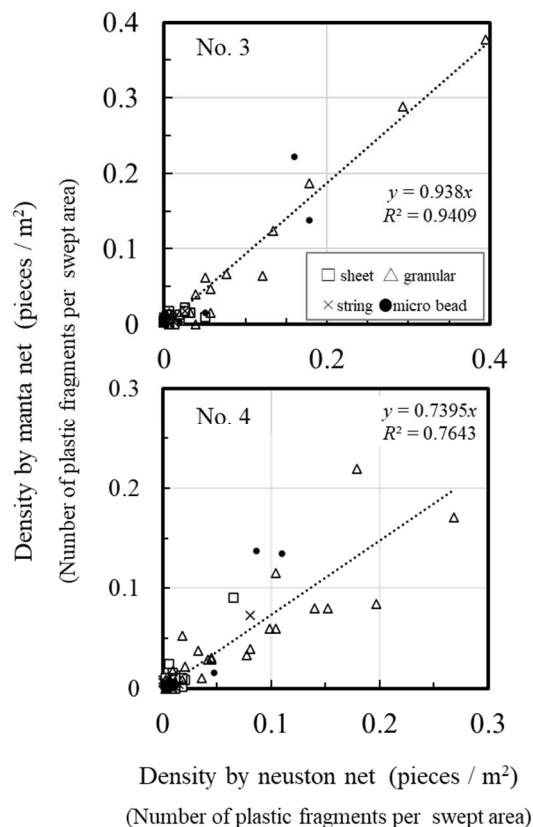 Density by manta net (pieces / m²)
(Number of plastic fragments per swept area)
0.4
0.3
0.2
0.1
0
No. 3
y = 0.938x
R² = 0.9409
□ sheet △ granular
× string ● micro bead
0 0.2 0.4
0.3
0.2
0.1
0
No. 4
y = 0.7395x
R² = 0.7643
0 0.1 0.2 0.3
Density by neuston net (pieces / m²)
(Number of plastic fragments per swept area)